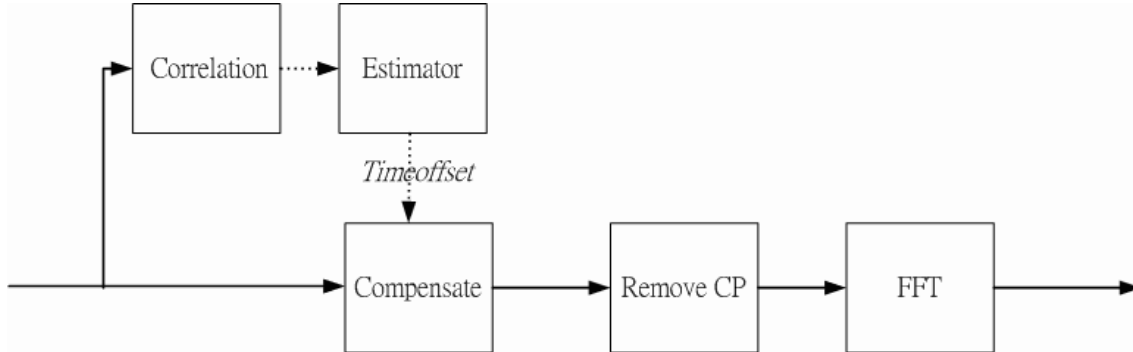 Correlation
Estimator
Timeoffset
Compensate
Remove CP
FFT